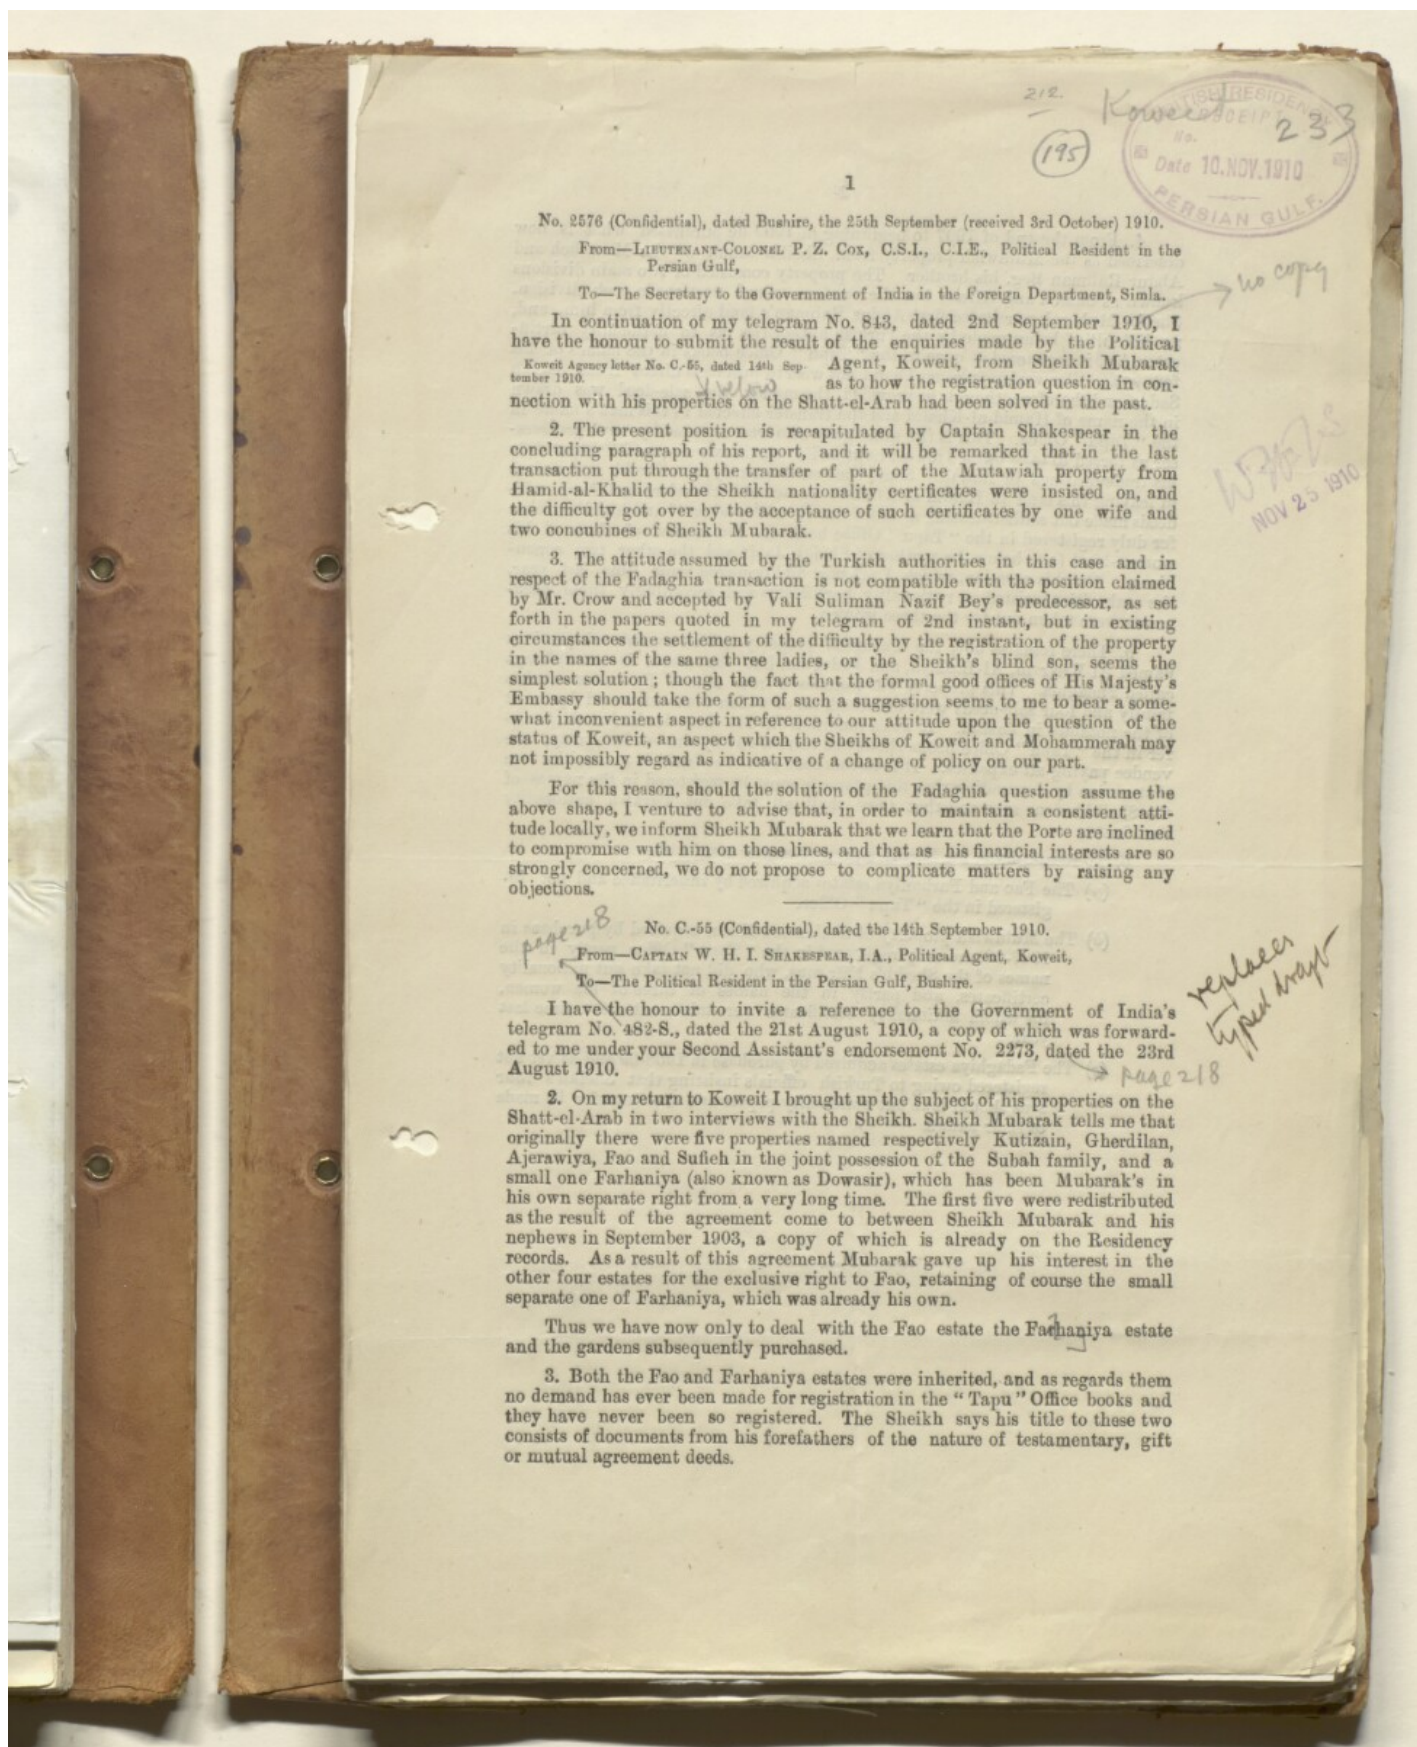 212.
Koweit
233
195
BRITISH RESIDENCY
RECEIPT
No.
Date 10.NOV.1910
PERSIAN GULF.
1
No. 2576 (Confidential), dated Bushire, the 25th September (received 3rd October) 1910.
From—LIEUTENANT-COLONEL P. Z. COX, C.S.I., C.I.E., Political Resident in the
Persian Gulf,
To—The Secretary to the Government of India in the Foreign Department, Simla.
no copy
In continuation of my telegram No. 843, dated 2nd September 1910, I
have the honour to submit the result of the enquiries made by the Political
Koweit Agency letter No. C.-55, dated 14th Sep-
tember 1910.
below
Agent, Koweit, from Sheikh Mubarak
as to how the registration question in con-
nection with his properties on the Shatt-el-Arab had been solved in the past.
2. The present position is recapitulated by Captain Shakespear in the
concluding paragraph of his report, and it will be remarked that in the last
transaction put through the transfer of part of the Mutawiah property from
Hamid-al-Khalid to the Sheikh nationality certificates were insisted on, and
the difficulty got over by the acceptance of such certificates by one wife and
two concubines of Sheikh Mubarak.
NOV 25 1910
3. The attitude assumed by the Turkish authorities in this case and in
respect of the Fadaghia transaction is not compatible with the position claimed
by Mr. Crow and accepted by Vali Suliman Nazif Bey's predecessor, as set
forth in the papers quoted in my telegram of 2nd instant, but in existing
circumstances the settlement of the difficulty by the registration of the property
in the names of the same three ladies, or the Sheikh's blind son, seems the
simplest solution; though the fact that the formal good offices of His Majesty's
Embassy should take the form of such a suggestion seems to me to bear a some-
what inconvenient aspect in reference to our attitude upon the question of the
status of Koweit, an aspect which the Sheikhs of Koweit and Mohammerah may
not impossibly regard as indicative of a change of policy on our part.
For this reason, should the solution of the Fadaghia question assume the
above shape, I venture to advise that, in order to maintain a consistent atti-
tude locally, we inform Sheikh Mubarak that we learn that the Porte are inclined
to compromise with him on those lines, and that as his financial interests are so
strongly concerned, we do not propose to complicate matters by raising any
objections.
page 218
No. C.-55 (Confidential), dated the 14th September 1910.
From—CAPTAIN W. H. I. SHAKESPEAR, I.A., Political Agent, Koweit,
To—The Political Resident in the Persian Gulf, Bushire.
replaces
typed draft
I have the honour to invite a reference to the Government of India's
telegram No. 482-S., dated the 21st August 1910, a copy of which was forward-
ed to me under your Second Assistant's endorsement No. 2273, dated the 23rd
August 1910.
page 218
2. On my return to Koweit I brought up the subject of his properties on the
Shatt-el-Arab in two interviews with the Sheikh. Sheikh Mubarak tells me that
originally there were five properties named respectively Kutizain, Gherdilan,
Ajerawiya, Fao and Sufieh in the joint possession of the Subah family, and a
small one Farhaniya (also known as Dowasir), which has been Mubarak's in
his own separate right from a very long time. The first five were redistributed
as the result of the agreement come to between Sheikh Mubarak and his
nephews in September 1903, a copy of which is already on the Residency
records. As a result of this agreement Mubarak gave up his interest in the
other four estates for the exclusive right to Fao, retaining of course the small
separate one of Farhaniya, which was already his own.
Thus we have now only to deal with the Fao estate the Farhaniya estate
and the gardens subsequently purchased.
3. Both the Fao and Farhaniya estates were inherited, and as regards them
no demand has ever been made for registration in the "Tapu" Office books and
they have never been so registered. The Sheikh says his title to these two
consists of documents from his forefathers of the nature of testamentary, gift
or mutual agreement deeds.